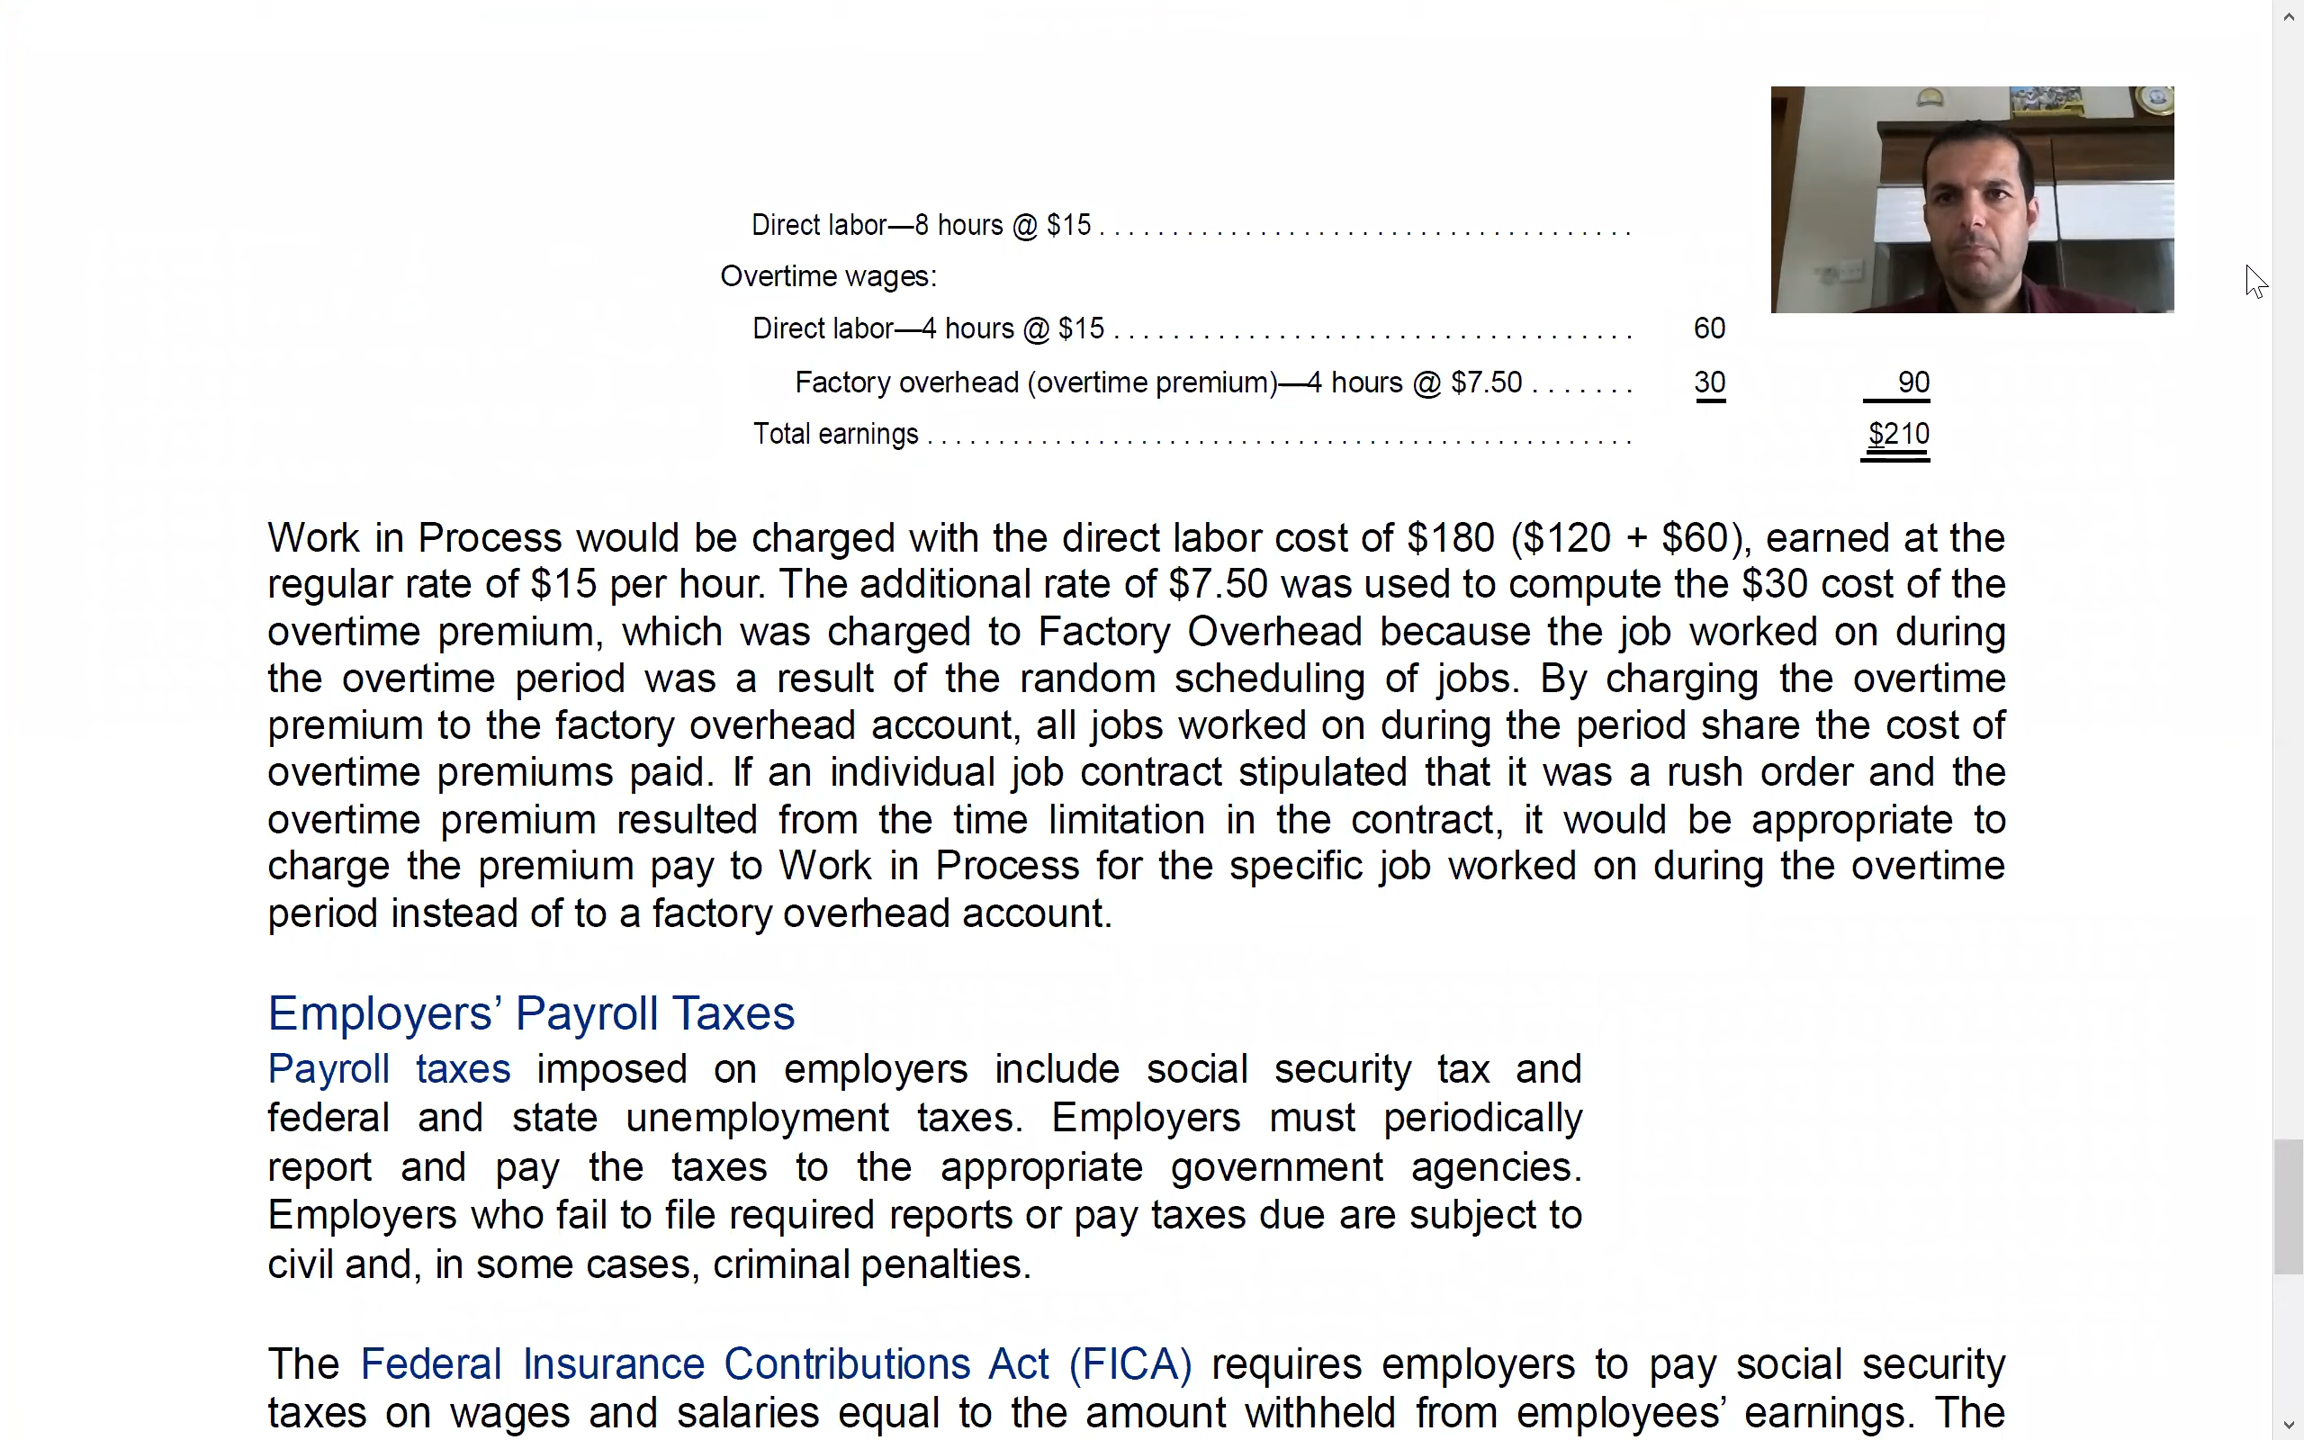 Direct labor—8 hours @ $15 . . . . . . . . . . . . . . . . . . . . . . . . . . . . . . . . . . . . .
Overtime wages:
Direct labor—4 hours @ $15 . . . . . . . . . . . . . . . . . . . . . . . . . . . . . . . . . . . . 60
Factory overhead (overtime premium)—4 hours @ $7.50 . . . . . . . 30 90
Total earnings . . . . . . . . . . . . . . . . . . . . . . . . . . . . . . . . . . . . . . . . . . . . . . . . . $210
Work in Process would be charged with the direct labor cost of $180 ($120 + $60), earned at the
regular rate of $15 per hour. The additional rate of $7.50 was used to compute the $30 cost of the
overtime premium, which was charged to Factory Overhead because the job worked on during
the overtime period was a result of the random scheduling of jobs. By charging the overtime
premium to the factory overhead account, all jobs worked on during the period share the cost of
overtime premiums paid. If an individual job contract stipulated that it was a rush order and the
overtime premium resulted from the time limitation in the contract, it would be appropriate to
charge the premium pay to Work in Process for the specific job worked on during the overtime
period instead of to a factory overhead account.
Employers’ Payroll Taxes
Payroll taxes imposed on employers include social security tax and
federal and state unemployment taxes. Employers must periodically
report and pay the taxes to the appropriate government agencies.
Employers who fail to file required reports or pay taxes due are subject to
civil and, in some cases, criminal penalties.
The Federal Insurance Contributions Act (FICA) requires employers to pay social security
taxes on wages and salaries equal to the amount withheld from employees’ earnings. The